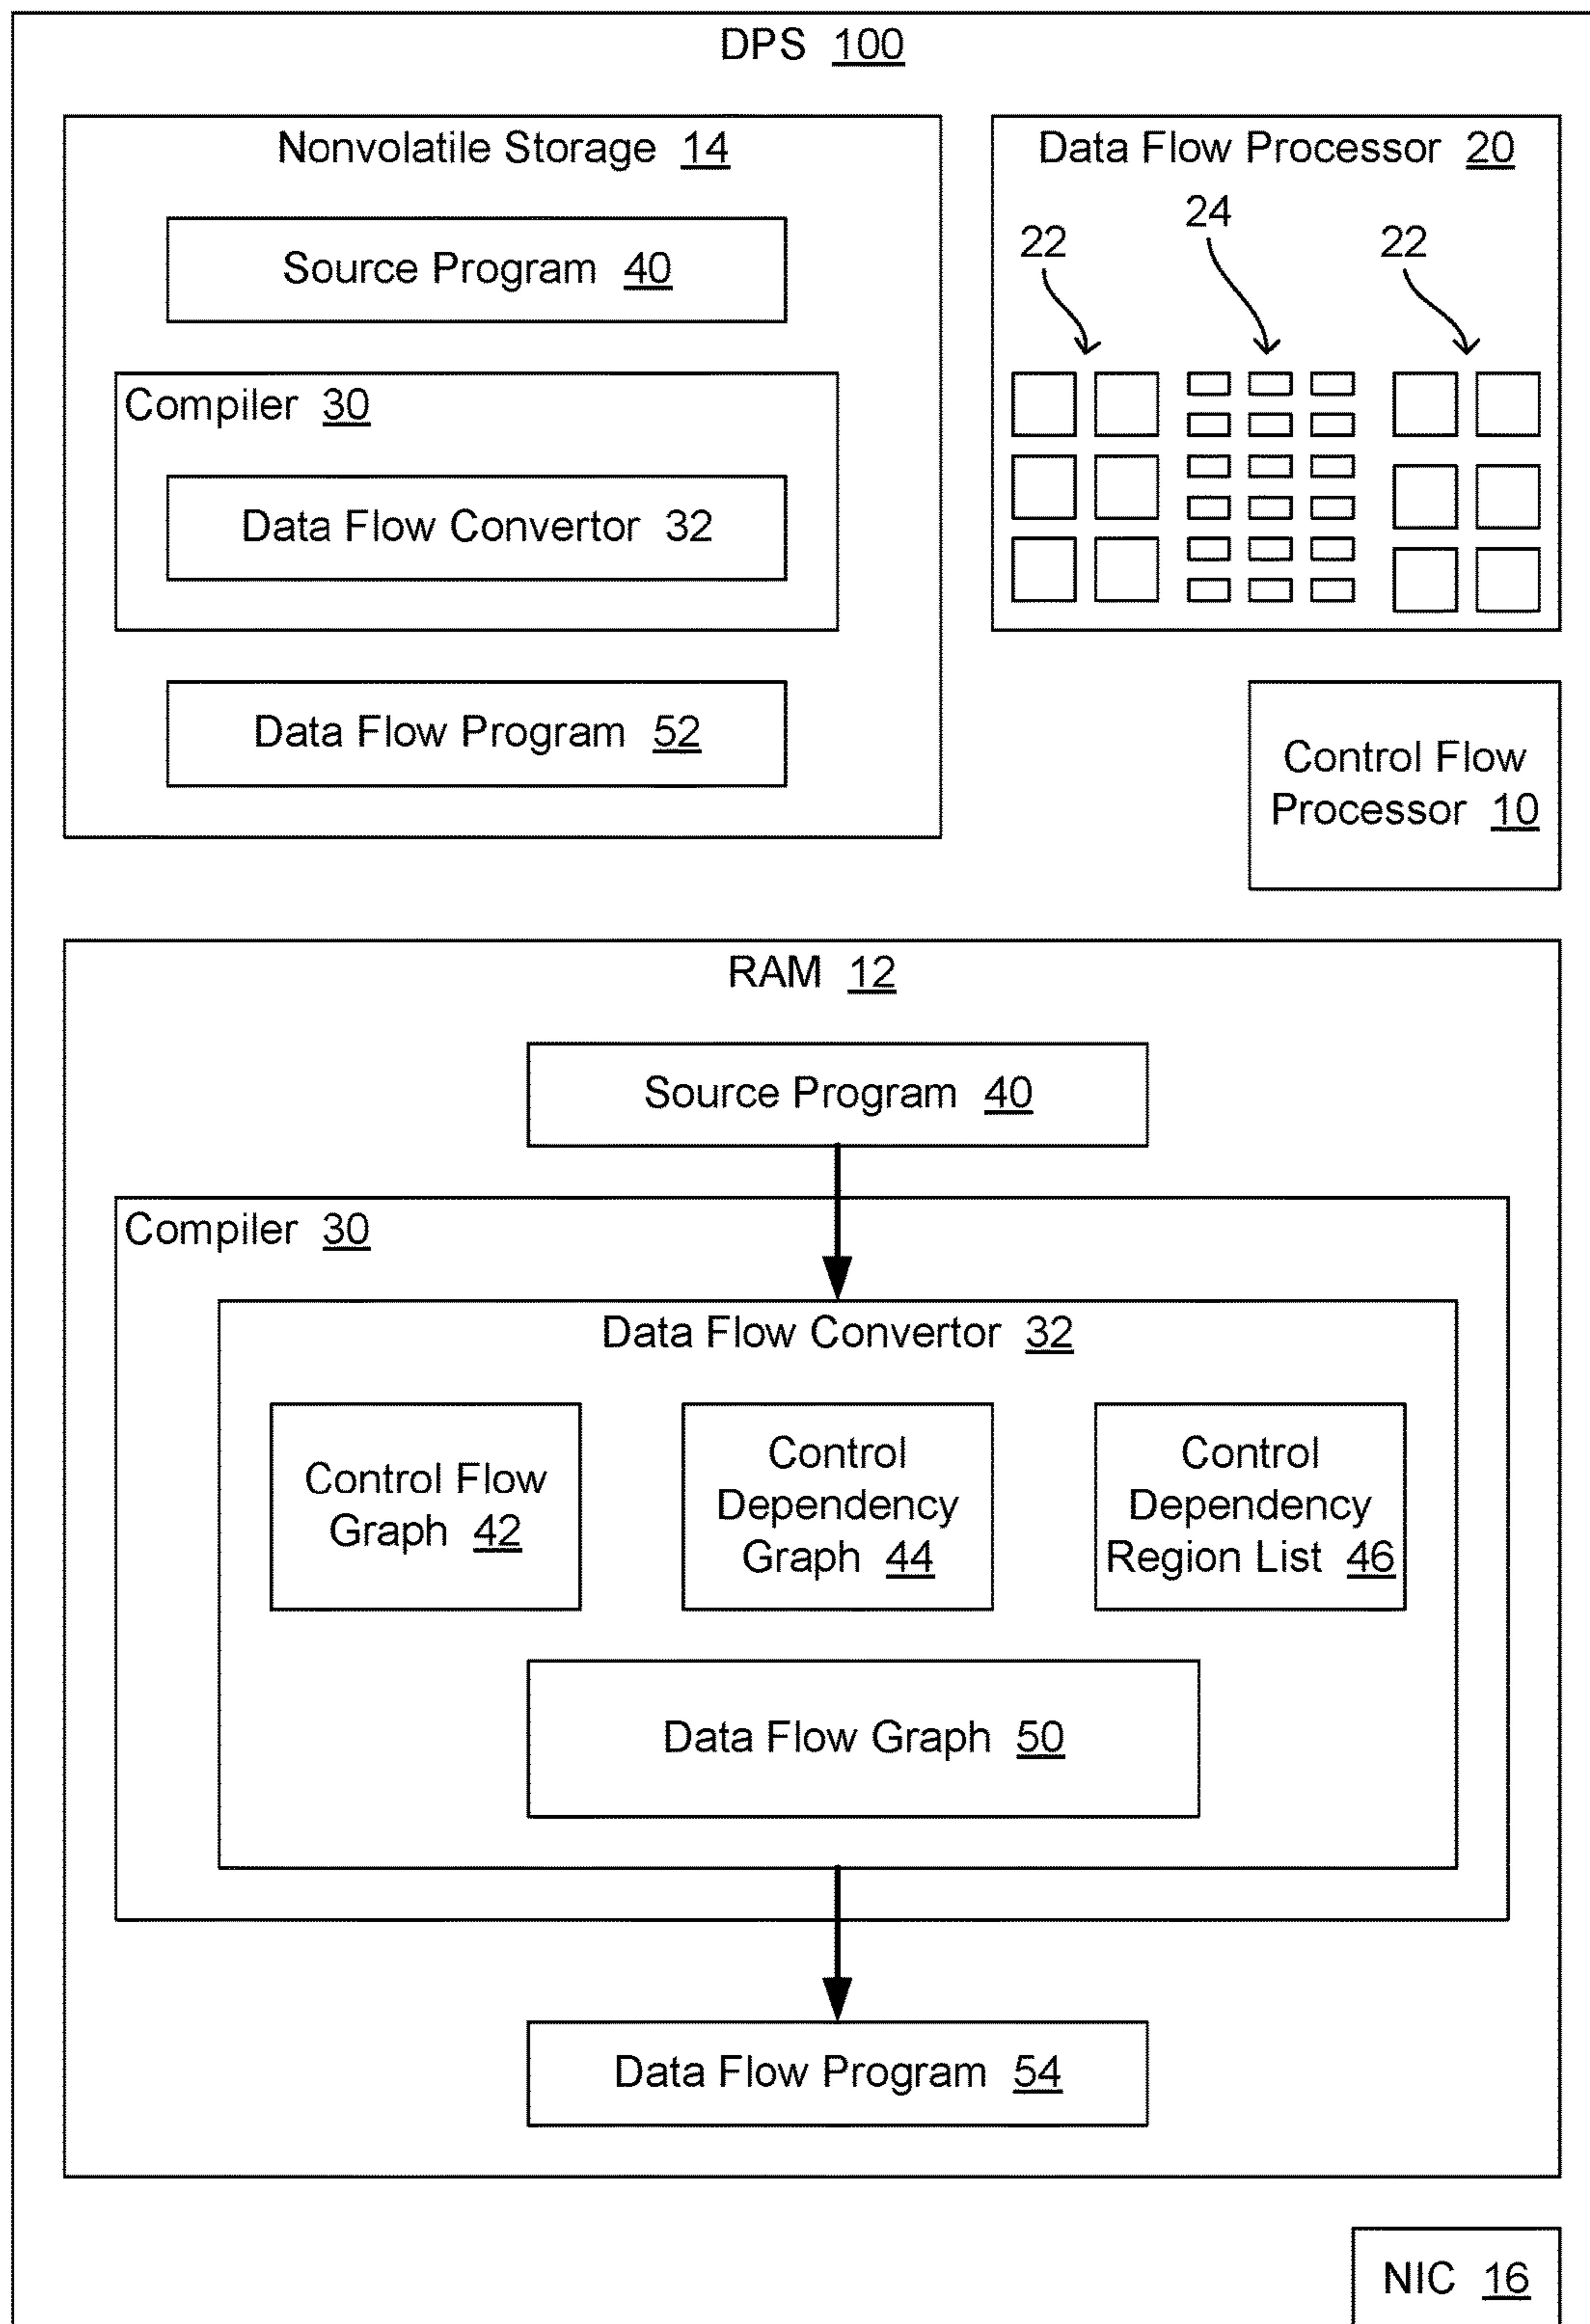 DPS 100
Nonvolatile Storage 14
Source Program 40
Compiler 30
Data Flow Convertor 32
Data Flow Program 52
Data Flow Processor 20
22
24
22
Control Flow
Processor 10
RAM 12
Source Program 40
Compiler 30
Data Flow Convertor 32
Control Flow
Graph 42
Control
Dependency
Graph 44
Control
Dependency
Region List 46
Data Flow Graph 50
Data Flow Program 54
NIC 16